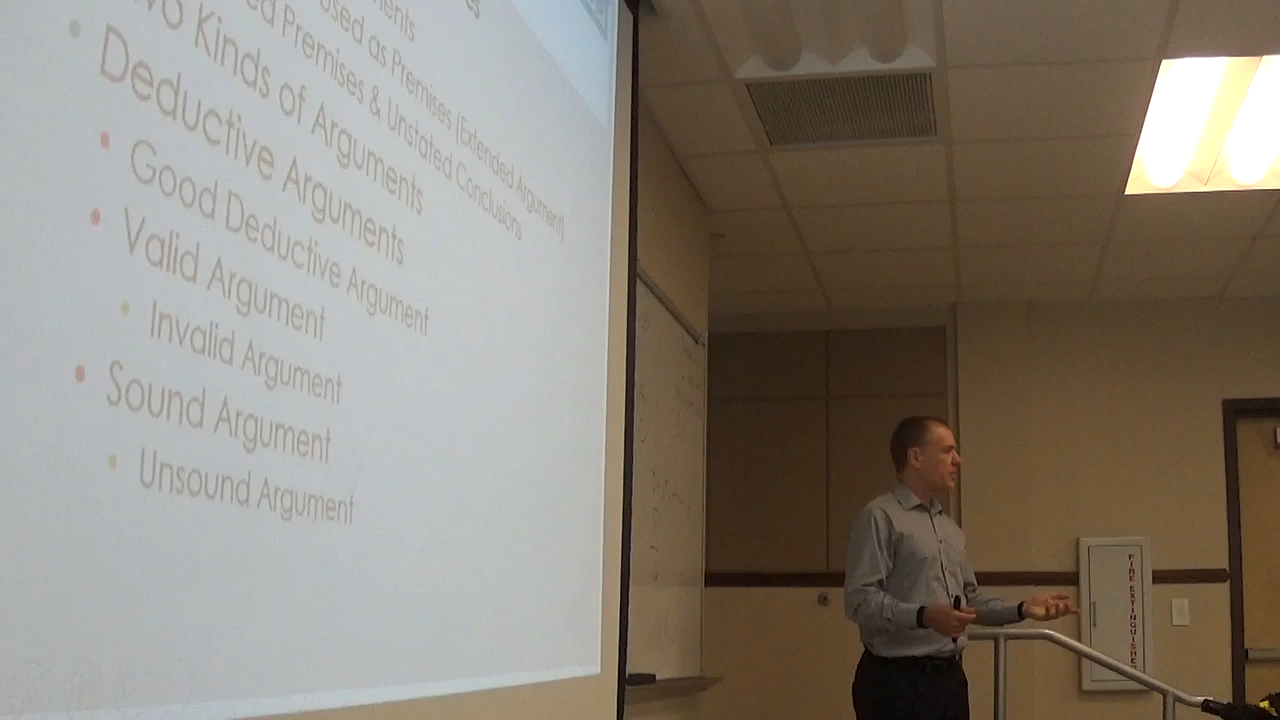 used as Premises (Extended Argument)
Premises & Unstated Conclusions
Kinds of Arguments
Deductive Arguments
Good Deductive Argument
Valid Argument
Invalid Argument
Sound Argument
Unsound Argument
FIRE EXTINGUISHER